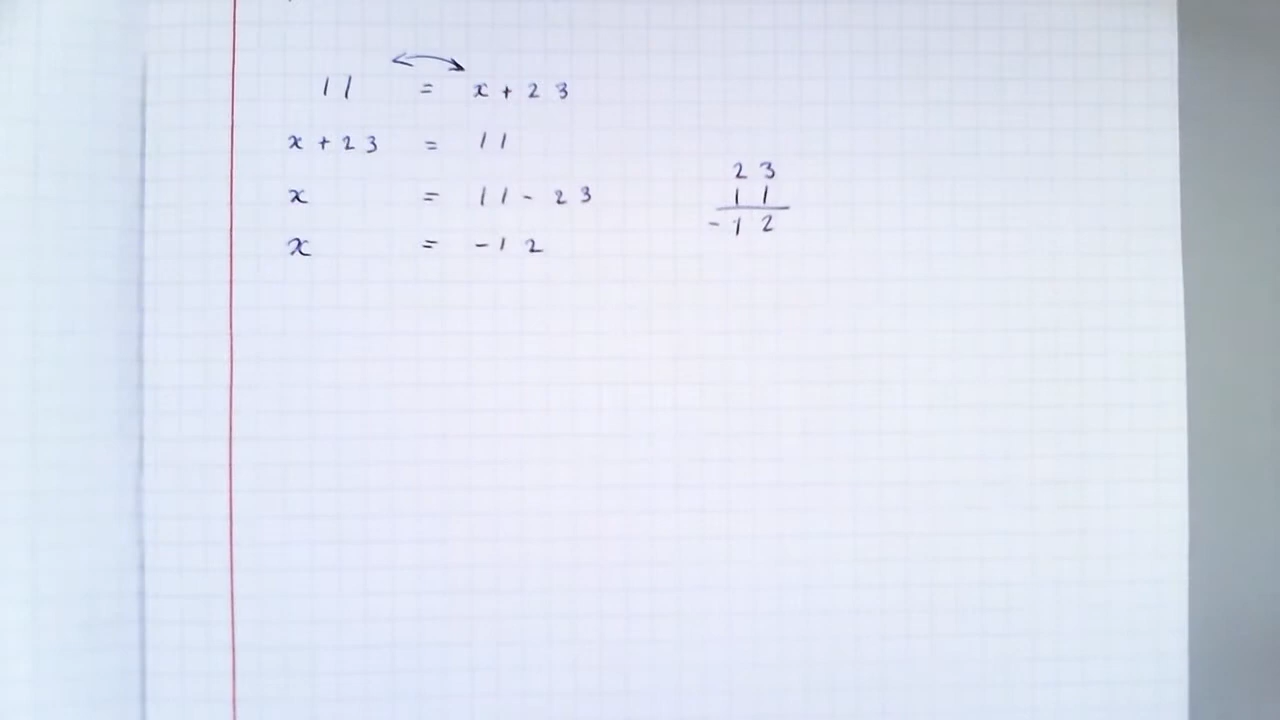 11 = x + 23
x + 23 = 11
x = 11 - 23
x = -12
23
11
-12